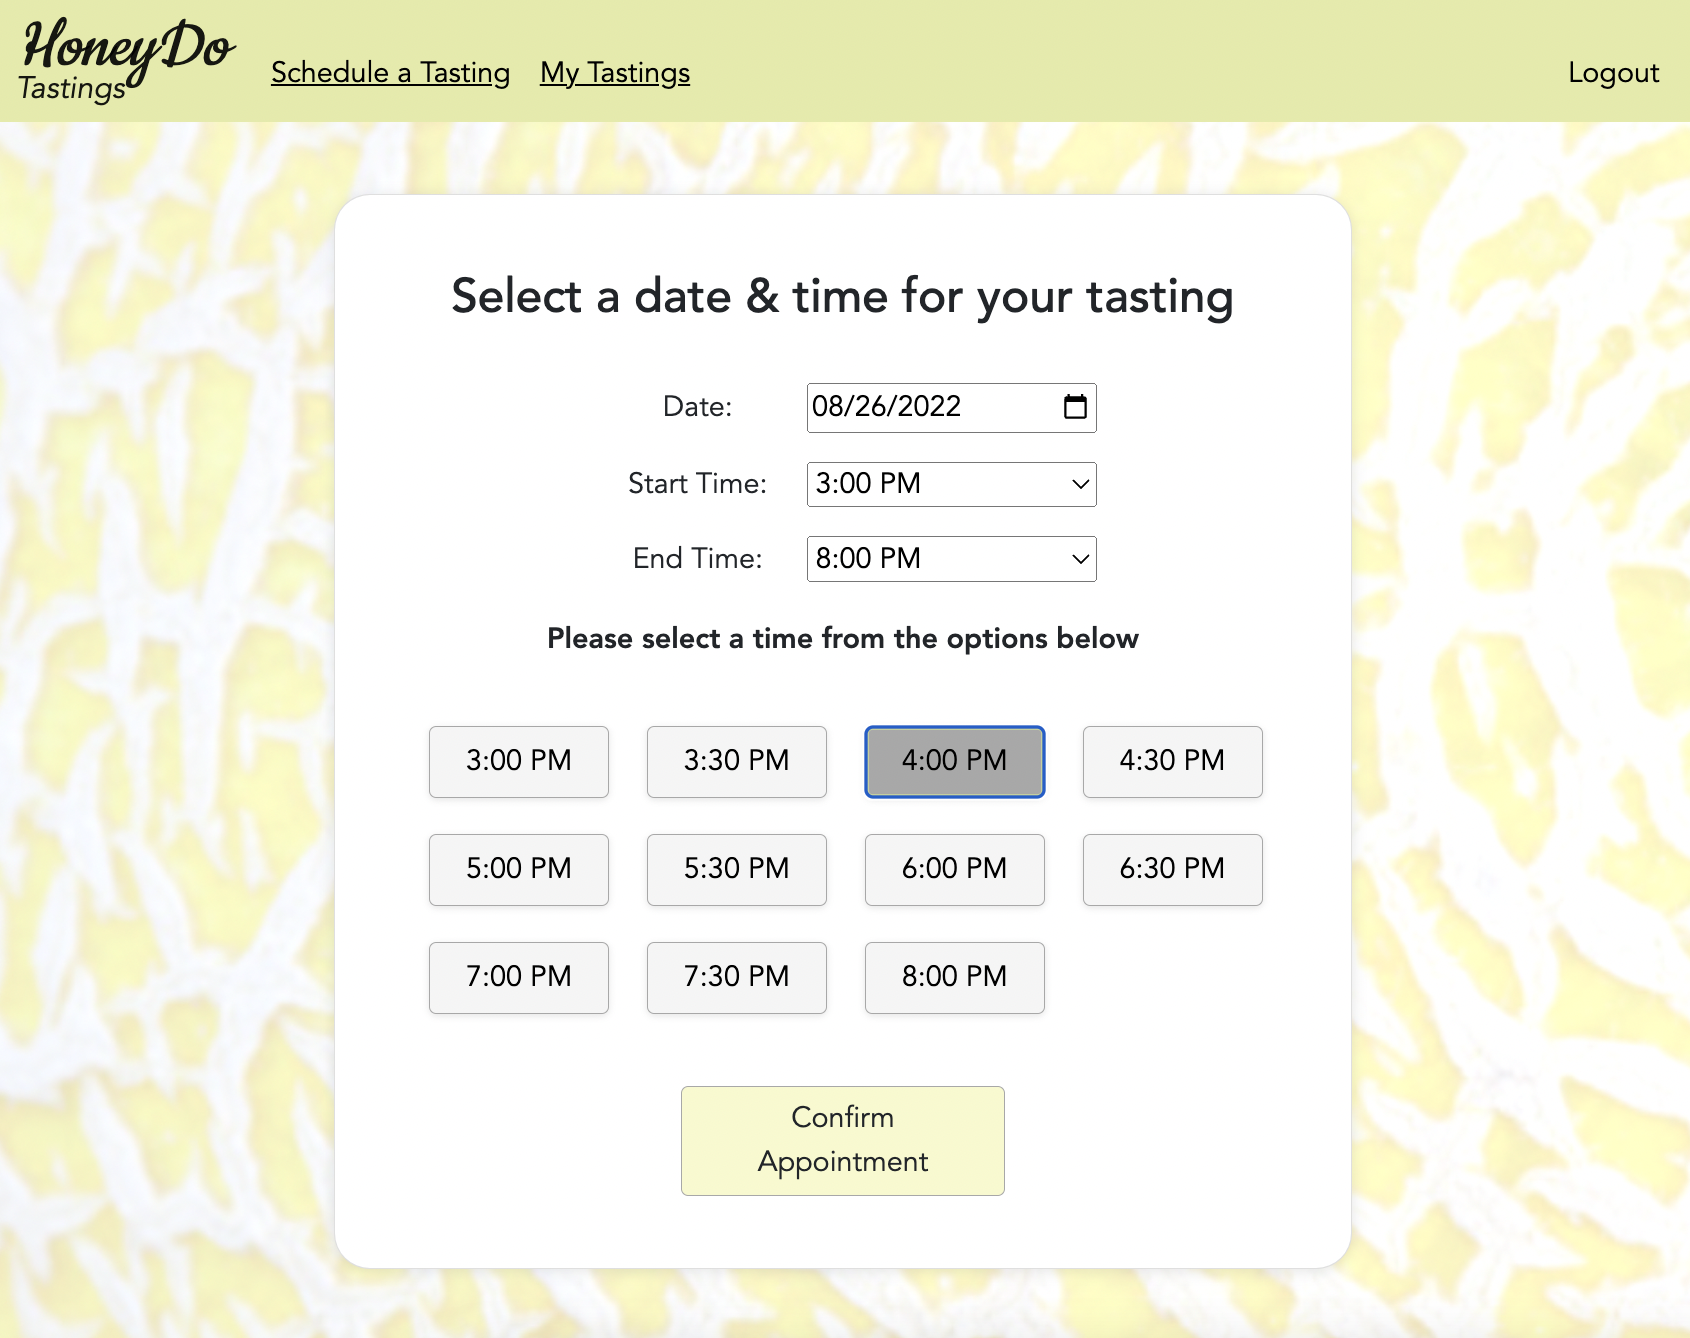 HoneyDo
Tastings
Schedule a Tasting My Tastings Logout
Select a date & time for your tasting
Date: 08/26/2022
Start Time: 3:00 PM
End Time: 8:00 PM
Please select a time from the options below
3:00 PM 3:30 PM 4:00 PM 4:30 PM
5:00 PM 5:30 PM 6:00 PM 6:30 PM
7:00 PM 7:30 PM 8:00 PM
Confirm
Appointment